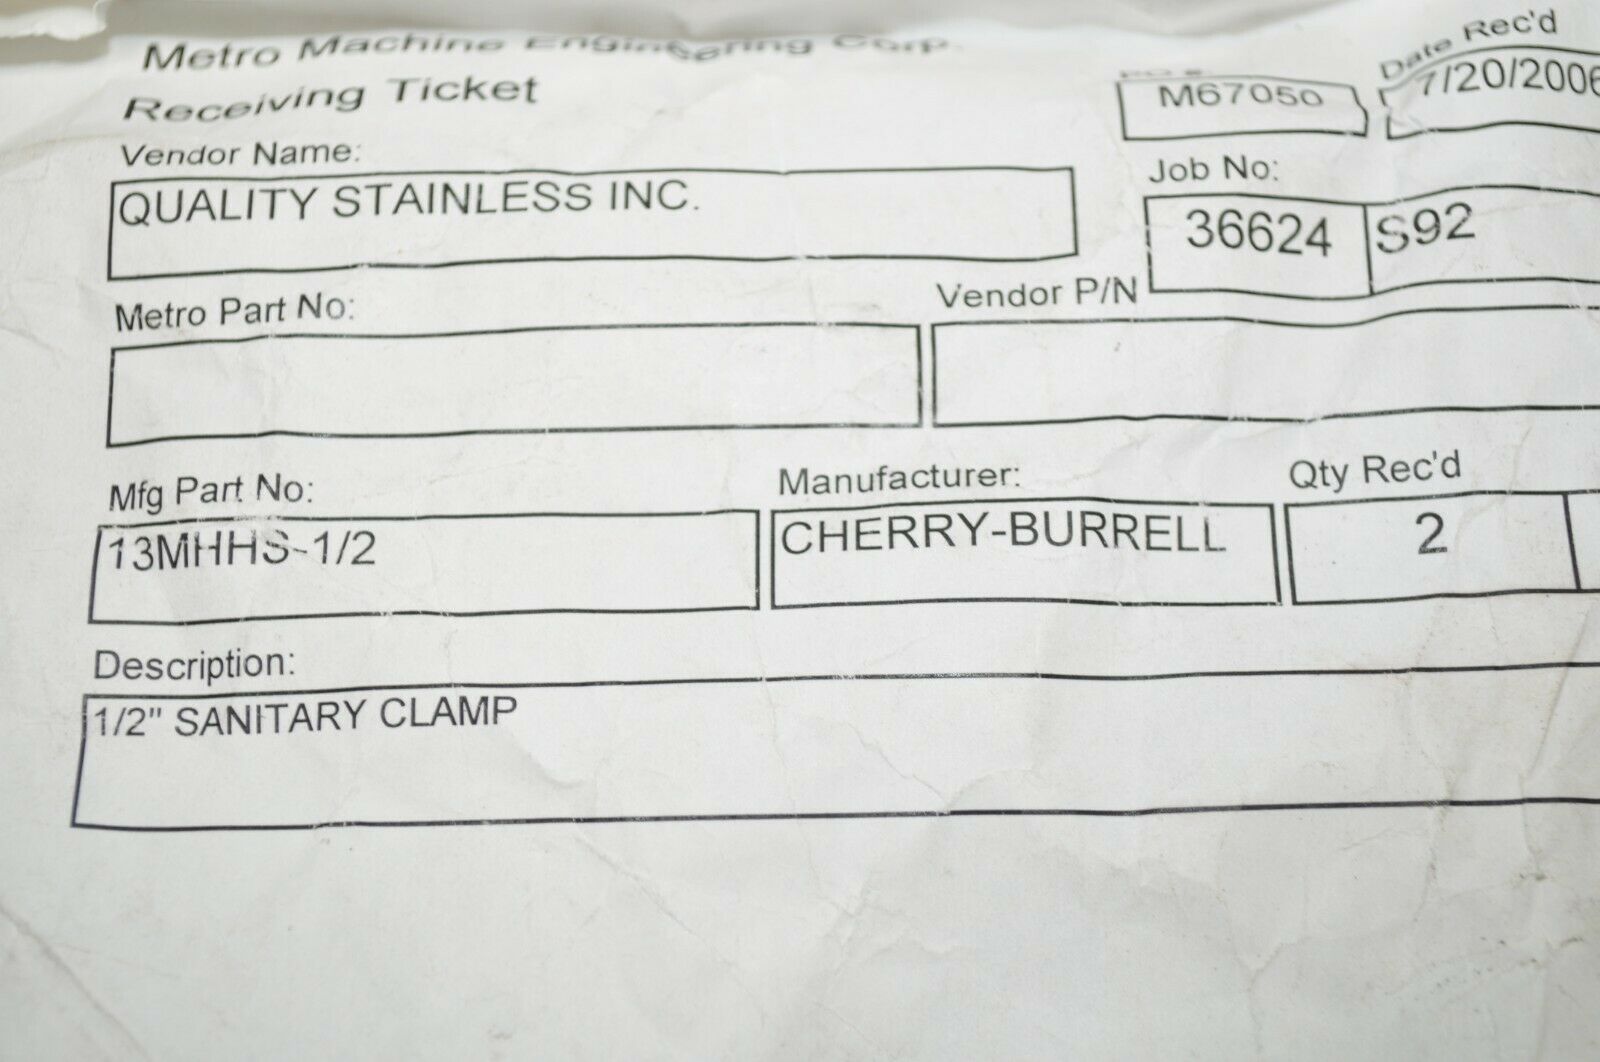 Metro Machine Engineering Corp.
Receiving Ticket
Date Rec'd
M67050
7/20/2006
Vendor Name:
QUALITY STAINLESS INC.
Job No:
36624 S92
Metro Part No:
Vendor P/N
Mfg Part No:
13MHHS-1/2
Manufacturer:
CHERRY-BURRELL
Qty Rec'd
2
Description:
1/2" SANITARY CLAMP